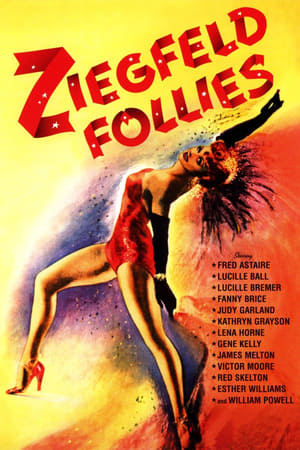 ZIEGFELD
FOLLIES
Starring
★ FRED ASTAIRE
★ LUCILLE BALL
★ LUCILLE BREMER
★ FANNY BRICE
★ JUDY GARLAND
★ KATHRYN GRAYSON
★ LENA HORNE
★ GENE KELLY
★ JAMES MELTON
★ VICTOR MOORE
★ RED SKELTON
★ ESTHER WILLIAMS
★ and WILLIAM POWELL